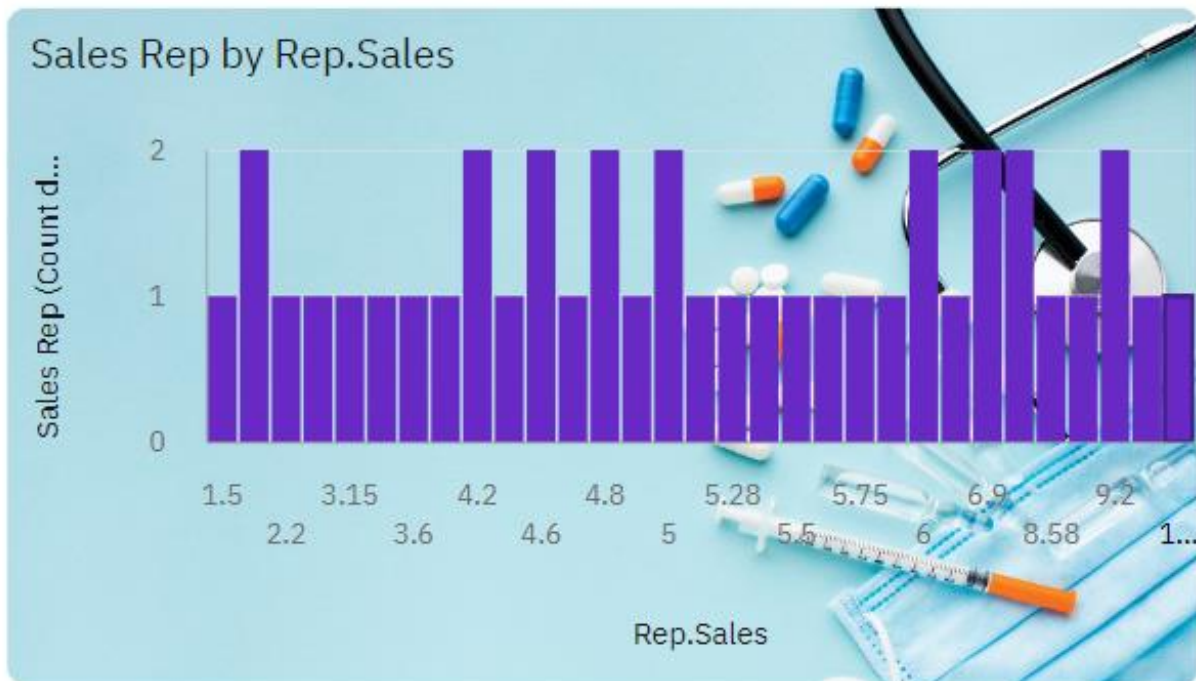 Sales Rep by Rep.Sales
Sales Rep (Count d...
2
1
0
1.5 3.15 4.2 4.8 5.28 5.75 6.9 9.2
2.2 3.6 4.6 5 5.5 6 8.58 1...
Rep.Sales